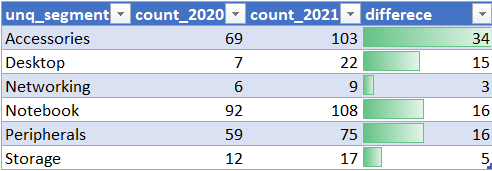 unq_segment count_2020 count_2021 differece
Accessories 69 103 34
Desktop 7 22 15
Networking 6 9 3
Notebook 92 108 16
Peripherals 59 75 16
Storage 12 17 5